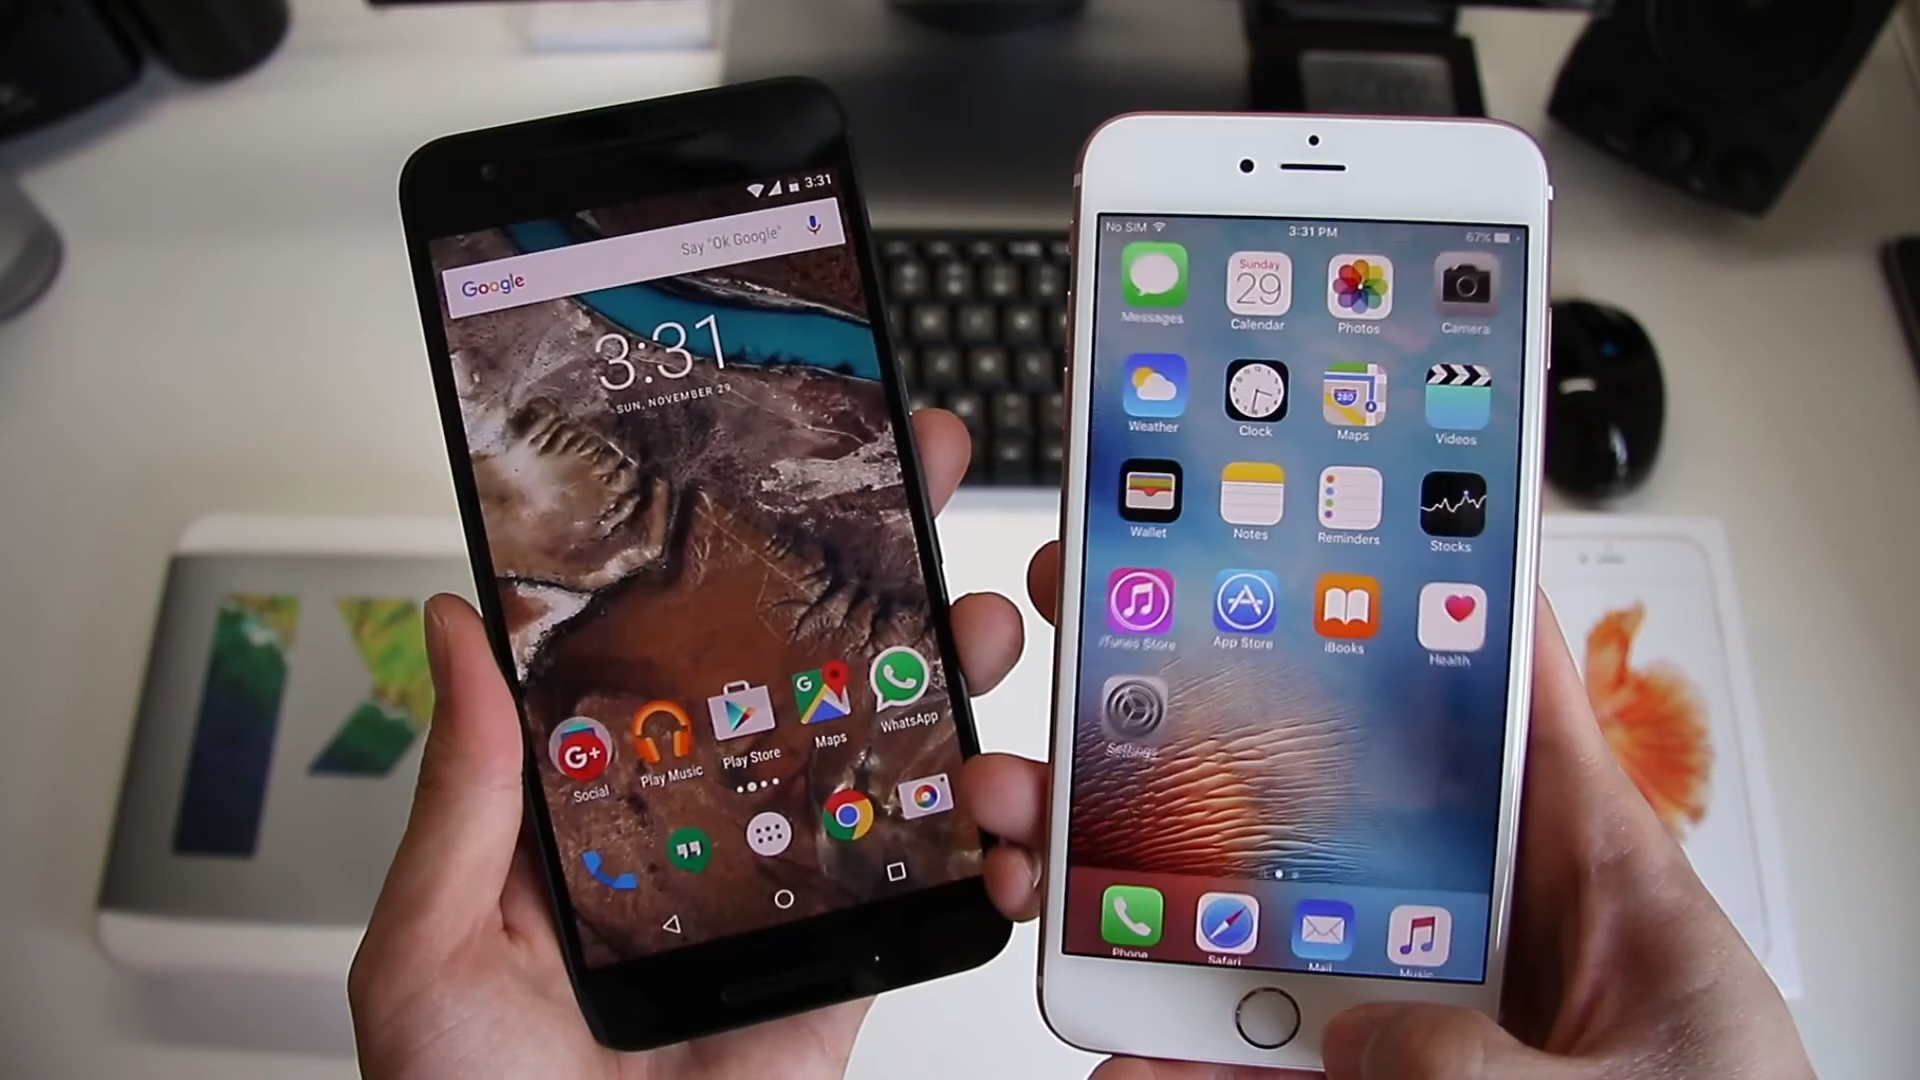 3:31
Google
Say "Ok Google"
3:31
SUN, NOVEMBER 29
G+
Social
Play Music
Play Store
G
Maps
WhatsApp
No SIM
3:31 PM
67%
Messages
Sunday
29
Calendar
Photos
Camera
Weather
Clock
280
Maps
Videos
Wallet
Notes
Reminders
Stocks
iTunes Store
App Store
iBooks
Health
Settings
Phone
Safari
Mail
Music